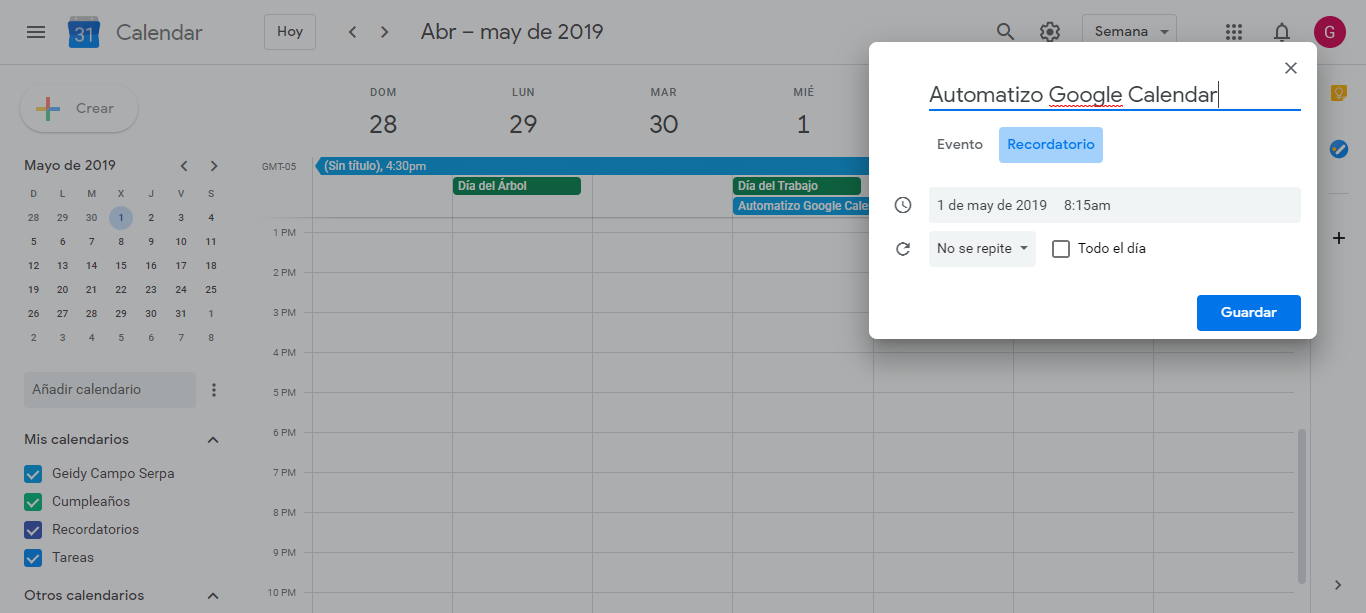 31 Calendar Hoy Abr – may de 2019 Semana G
Crear
DOM LUN MAR MIÉ
28 29 30 1
Mayo de 2019
D L M X J V S
28 29 30 1 2 3 4
5 6 7 8 9 10 11
12 13 14 15 16 17 18
19 20 21 22 23 24 25
26 27 28 29 30 31 1
2 3 4 5 6 7 8
Añadir calendario
Mis calendarios
Geidy Campo Serpa
Cumpleaños
Recordatorios
Tareas
Otros calendarios
GMT-05 (Sin título), 4:30pm
Día del Árbol Día del Trabajo
Automatizo Google Cale
1 PM
2 PM
3 PM
4 PM
5 PM
6 PM
7 PM
8 PM
9 PM
10 PM
Automatizo Google Calendar
Evento Recordatorio
1 de may de 2019 8:15am
No se repite Todo el día
Guardar